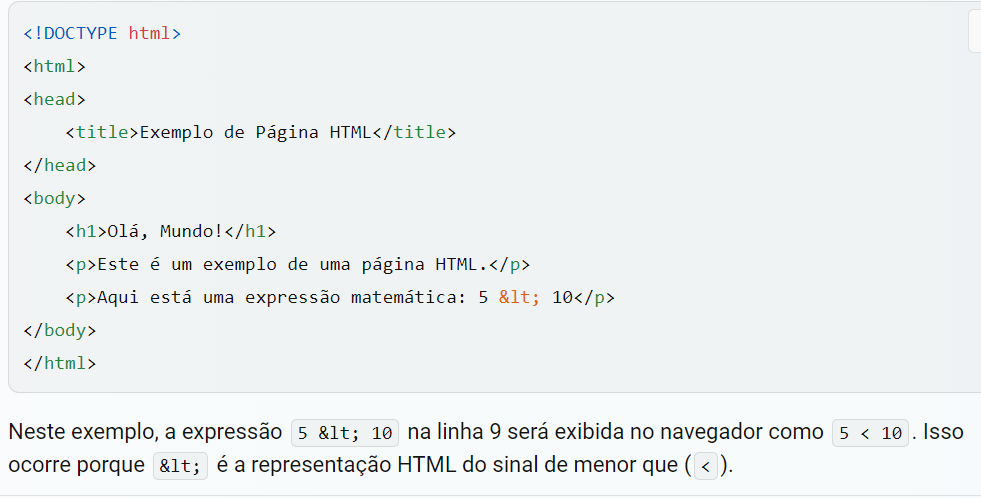 <!DOCTYPE html>
<html>
<head>
    <title>Exemplo de Página HTML</title>
</head>
<body>
    <h1>Olá, Mundo!</h1>
    <p>Este é um exemplo de uma página HTML.</p>
    <p>Aqui está uma expressão matemática: 5 &lt; 10</p>
</body>
</html>
Neste exemplo, a expressão 5 &lt; 10 na linha 9 será exibida no navegador como 5 < 10. Isso
ocorre porque &lt; é a representação HTML do sinal de menor que (<).